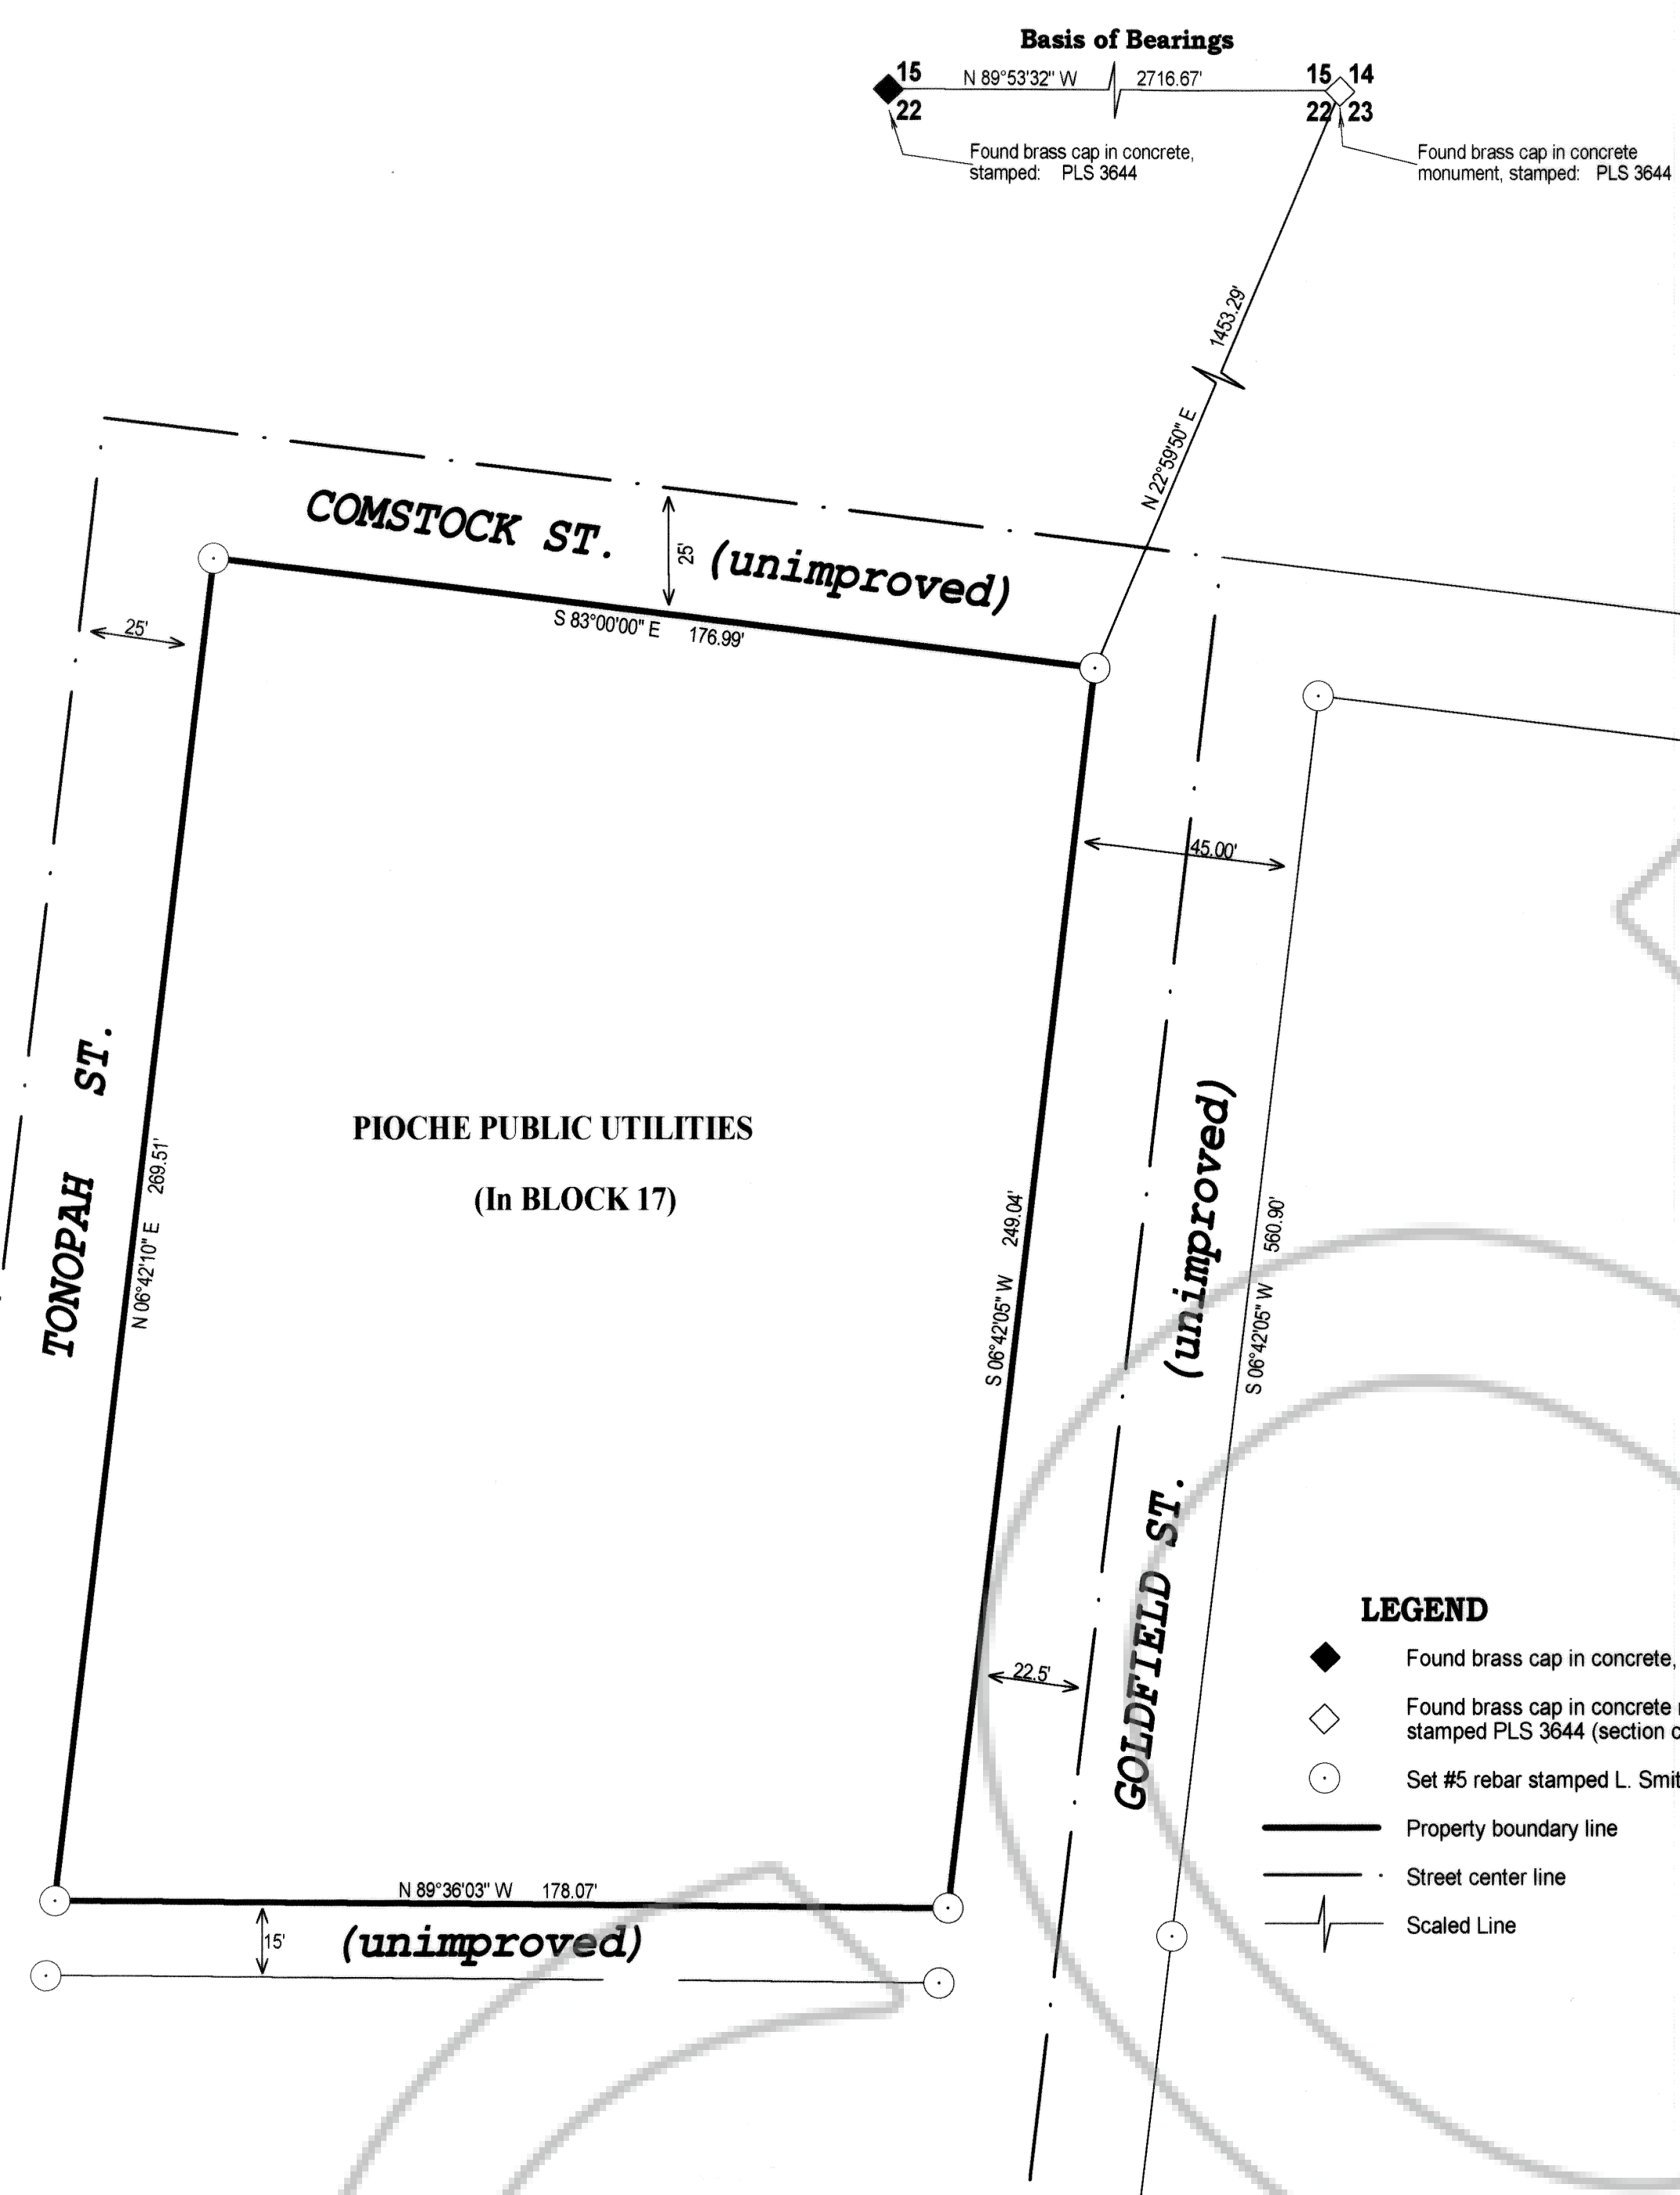 Basis of Bearings
15
N 89°53'32" W 2716.67'
15 14
22
22 23
Found brass cap in concrete,
stamped: PLS 3644
Found brass cap in concrete
monument, stamped: PLS 3644
1453.29'
N 22°59'50" E
COMSTOCK ST. (unimproved)
25'
25'
S 83°00'00" E 176.99'
45.00'
TONOPAH ST.
N 06°42'10" E 269.51'
PIOCHE PUBLIC UTILITIES
(In BLOCK 17)
S 06°42'05" W 249.04'
GOLDFIELD ST. (unimproved)
S 06°42'05" W 560.90'
22.5'
N 89°36'03" W 178.07'
15'
(unimproved)
LEGEND
Found brass cap in concrete,
Found brass cap in concrete
stamped PLS 3644 (section
Set #5 rebar stamped L.
Property boundary line
Street center line
Scaled Line